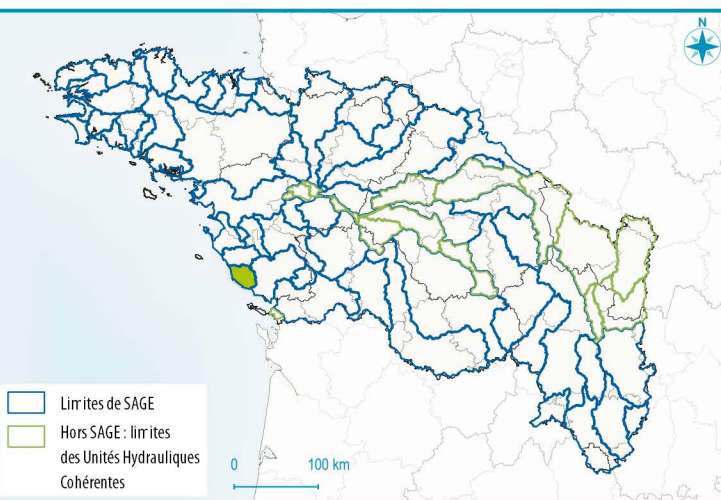 N
Limites de SAGE
Hors SAGE : limites
des Unités Hydrauliques
Cohérentes
0 100 km